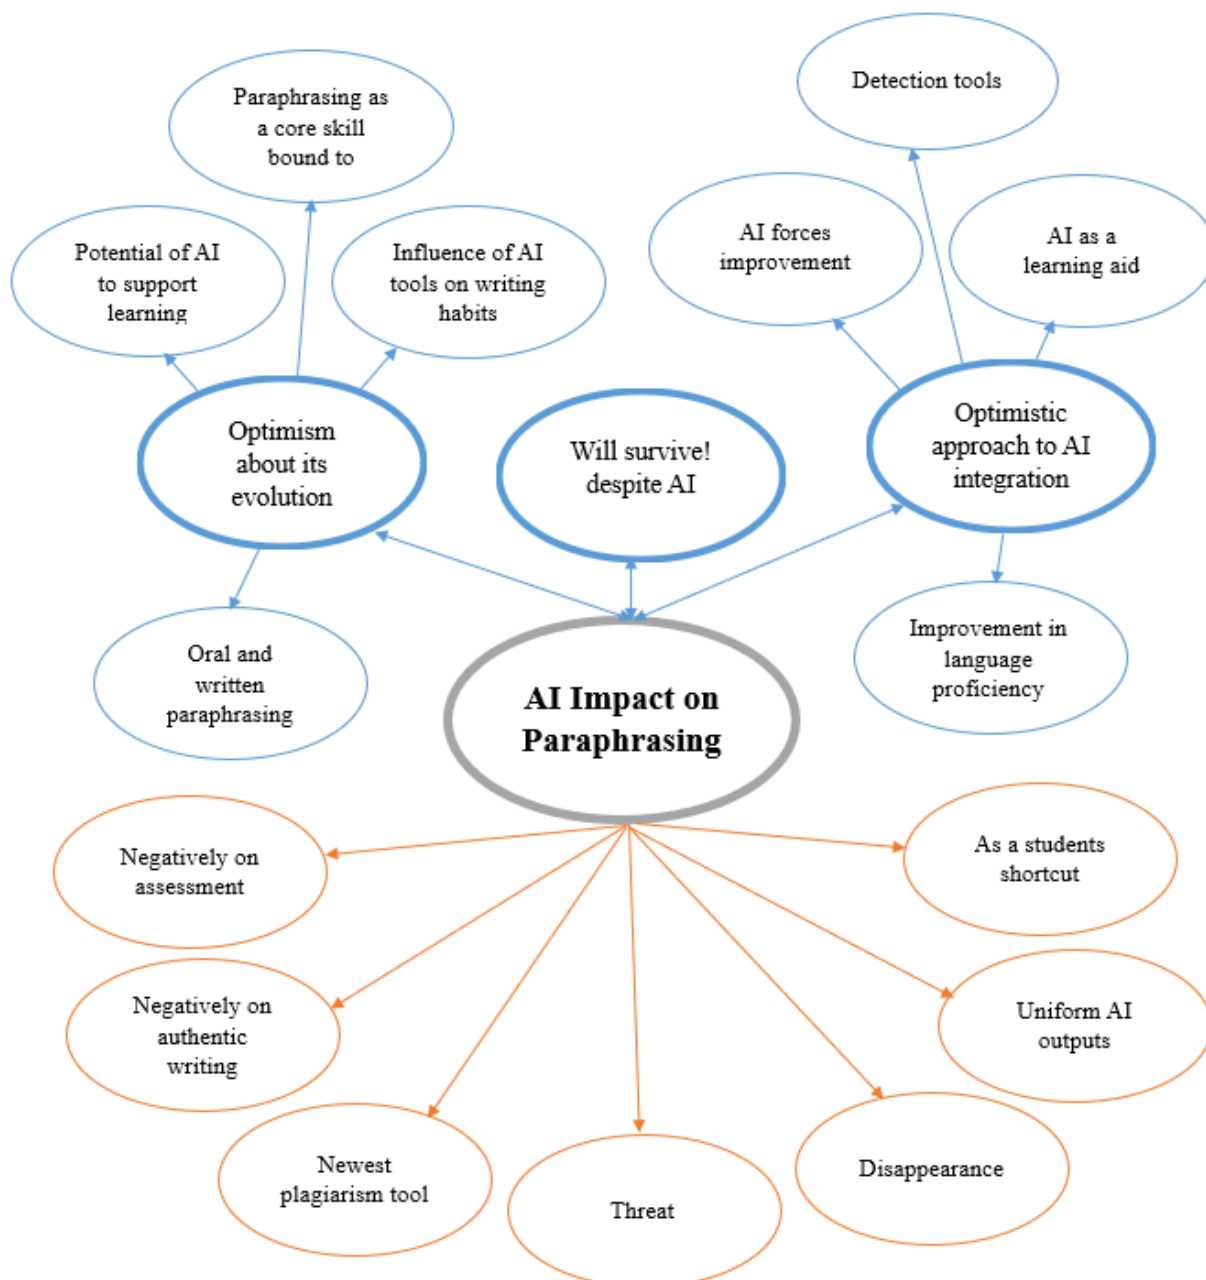 Paraphrasing as
a core skill
bound to
Detection tools
Potential of AI
to support
learning
Influence of AI
tools on writing
habits
AI forces
improvement
AI as a
learning aid
Optimism
about its
evolution
Will survive!
despite AI
Optimistic
approach to AI
integration
Oral and
written
paraphrasing
Improvement in
language
proficiency
AI Impact on
Paraphrasing
Negatively on
assessment
As a students
shortcut
Negatively on
authentic
writing
Uniform AI
outputs
Newest
plagiarism tool
Threat
Disappearance